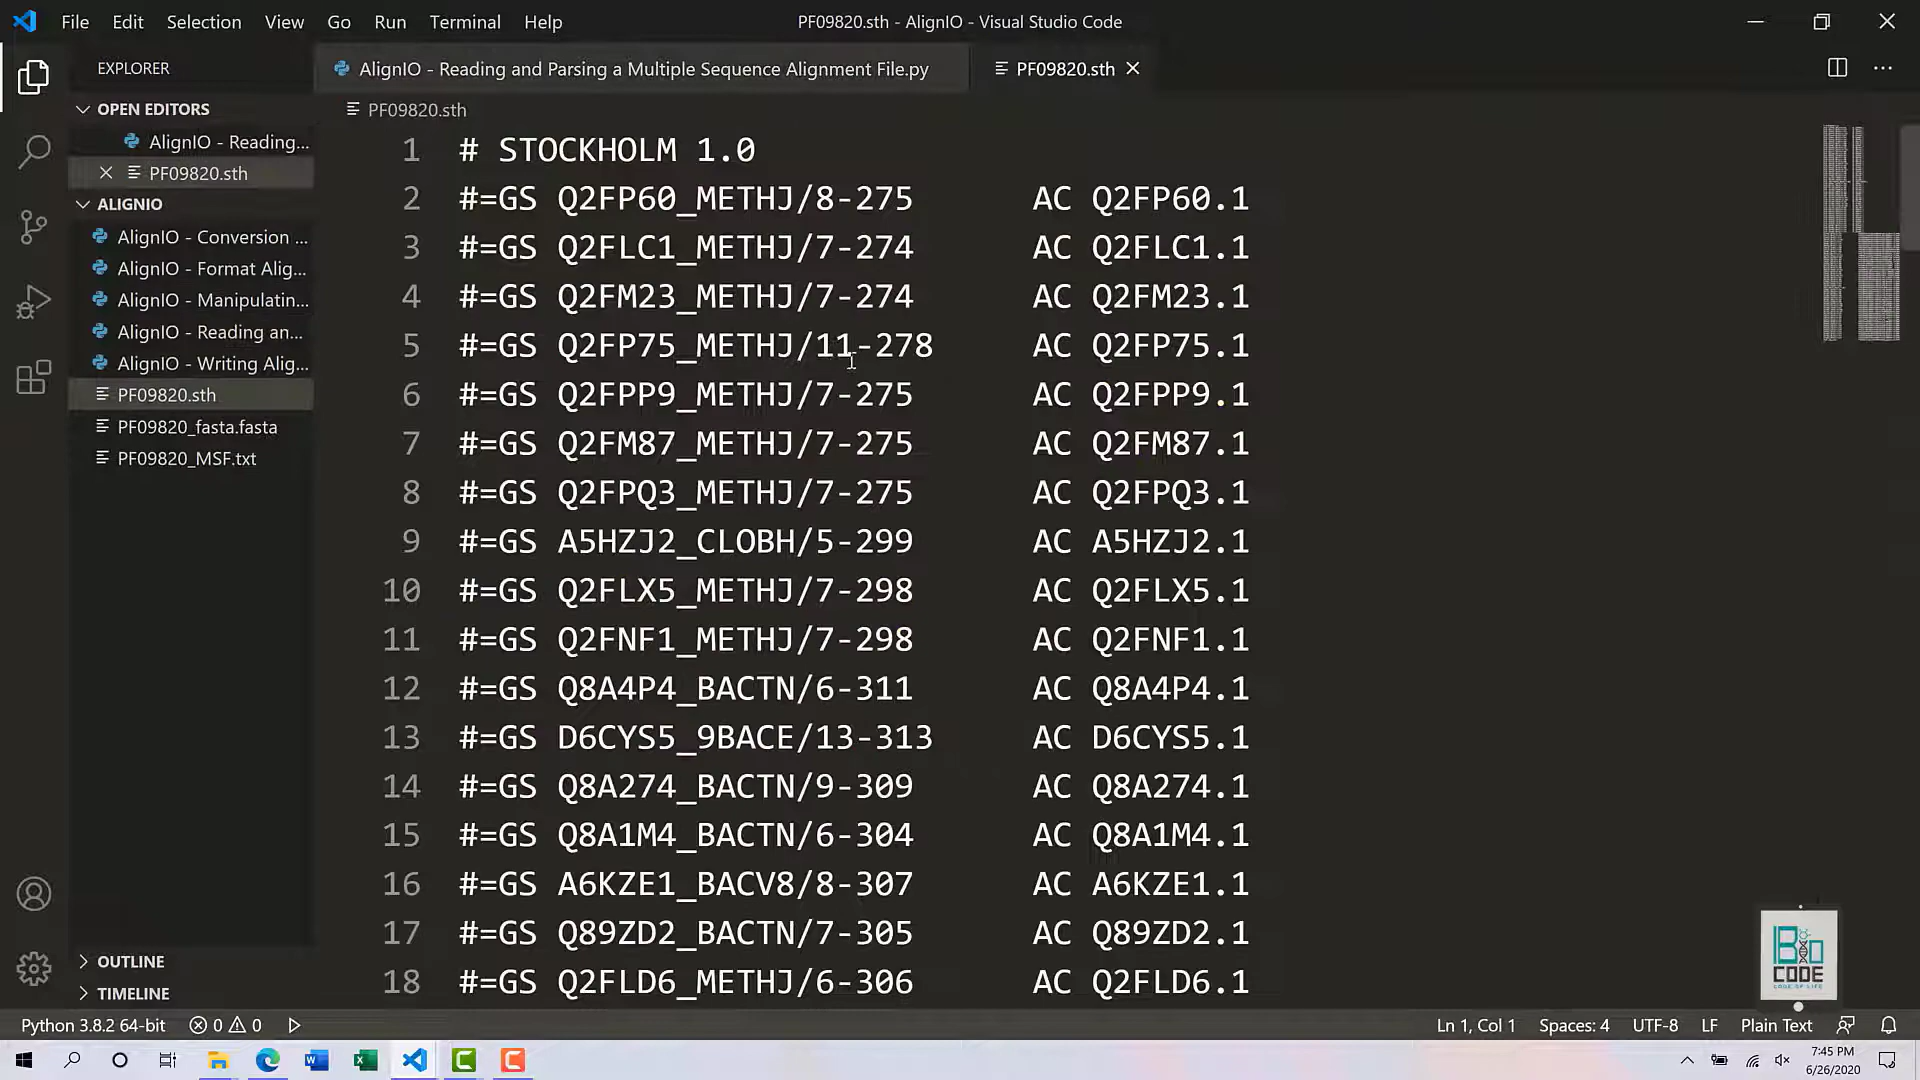 File Edit Selection View Go Run Terminal Help
PF09820.sth - AlignIO - Visual Studio Code
EXPLORER
AlignIO - Reading and Parsing a Multiple Sequence Alignment File.py
PF09820.sth
OPEN EDITORS
AlignIO - Reading...
PF09820.sth
ALIGNIO
AlignIO - Conversion ...
AlignIO - Format Alig...
AlignIO - Manipulatin...
AlignIO - Reading an...
AlignIO - Writing Alig...
PF09820.sth
PF09820_fasta.fasta
PF09820_MSF.txt
OUTLINE
TIMELINE
PF09820.sth
1 # STOCKHOLM 1.0
2 #=GS Q2FP60_METHJ/8-275 AC Q2FP60.1
3 #=GS Q2FLC1_METHJ/7-274 AC Q2FLC1.1
4 #=GS Q2FM23_METHJ/7-274 AC Q2FM23.1
5 #=GS Q2FP75_METHJ/11-278 AC Q2FP75.1
6 #=GS Q2FPP9_METHJ/7-275 AC Q2FPP9.1
7 #=GS Q2FM87_METHJ/7-275 AC Q2FM87.1
8 #=GS Q2FPQ3_METHJ/7-275 AC Q2FPQ3.1
9 #=GS A5HZJ2_CLOBH/5-299 AC A5HZJ2.1
10 #=GS Q2FLX5_METHJ/7-298 AC Q2FLX5.1
11 #=GS Q2FNF1_METHJ/7-298 AC Q2FNF1.1
12 #=GS Q8A4P4_BACTN/6-311 AC Q8A4P4.1
13 #=GS D6CYS5_9BACE/13-313 AC D6CYS5.1
14 #=GS Q8A274_BACTN/9-309 AC Q8A274.1
15 #=GS Q8A1M4_BACTN/6-304 AC Q8A1M4.1
16 #=GS A6KZE1_BACV8/8-307 AC A6KZE1.1
17 #=GS Q89ZD2_BACTN/7-305 AC Q89ZD2.1
18 #=GS Q2FLD6_METHJ/6-306 AC Q2FLD6.1
BIO
CODE
CODE OF LIFE
Python 3.8.2 64-bit 0 0
Ln 1, Col 1 Spaces: 4 UTF-8 LF Plain Text
7:45 PM
6/26/2020